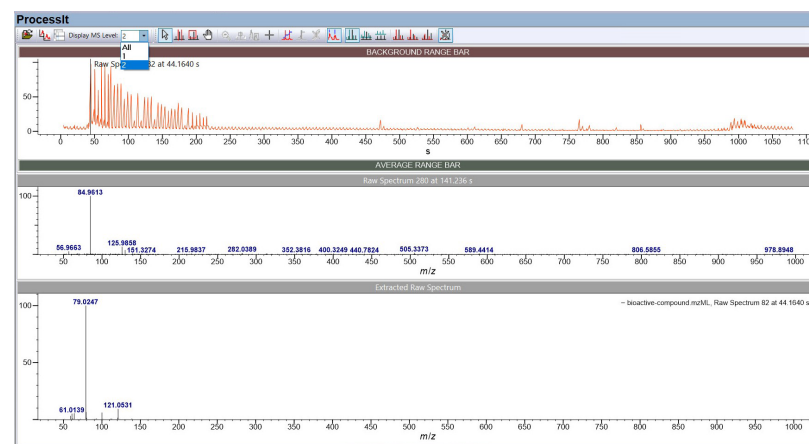 ProcessIt
Display MS Level: 2
All
1
2
BACKGROUND RANGE BAR
82 at 44.1640 s
50
0
0 50 100 150 200 250 300 350 400 450 500 550 600 650 700 750 800 850 900 950 1000 1050
s
AVERAGE RANGE BAR
Raw Spectrum 280 at 141.236 s
100
84.9613
56.9663 125.9858 151.3274 215.9837 282.0389 352.3816 400.3249 440.7824 505.3373 589.4414 806.5855 978.8948
50 100 150 200 250 300 350 400 450 500 550 600 650 700 750 800 850 900 950 1000
m/z
Extracted Raw Spectrum
bioactive-compound.mzML, Raw Spectrum 82 at 44.1640 s
100
79.0247
50
61.0139 121.0531
50 100 150 200 250 300 350 400 450 500 550 600 650 700 750 800 850 900 950 1000
m/z